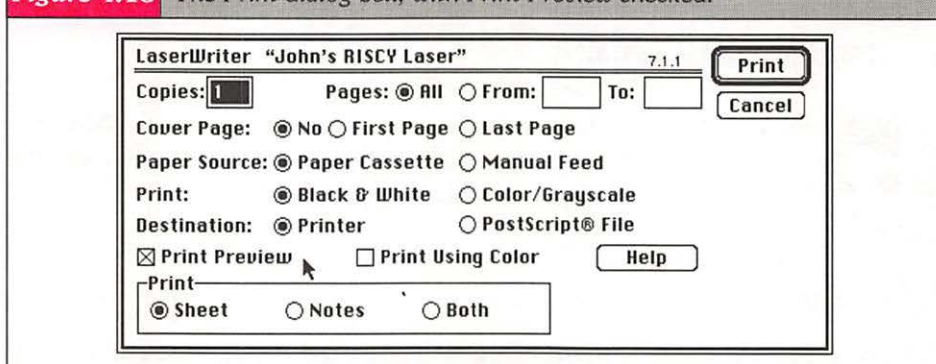 The Print dialog box, with Print Preview checked.
LaserWriter "John's RISCY Laser" 7.1.1 Print
Copies: 1 Pages: All From: To: Cancel
Cover Page: No First Page Last Page
Paper Source: Paper Cassette Manual Feed
Print: Black & White Color/Grayscale
Destination: Printer PostScript® File
Print Preview Print Using Color Help
Print
Sheet Notes Both